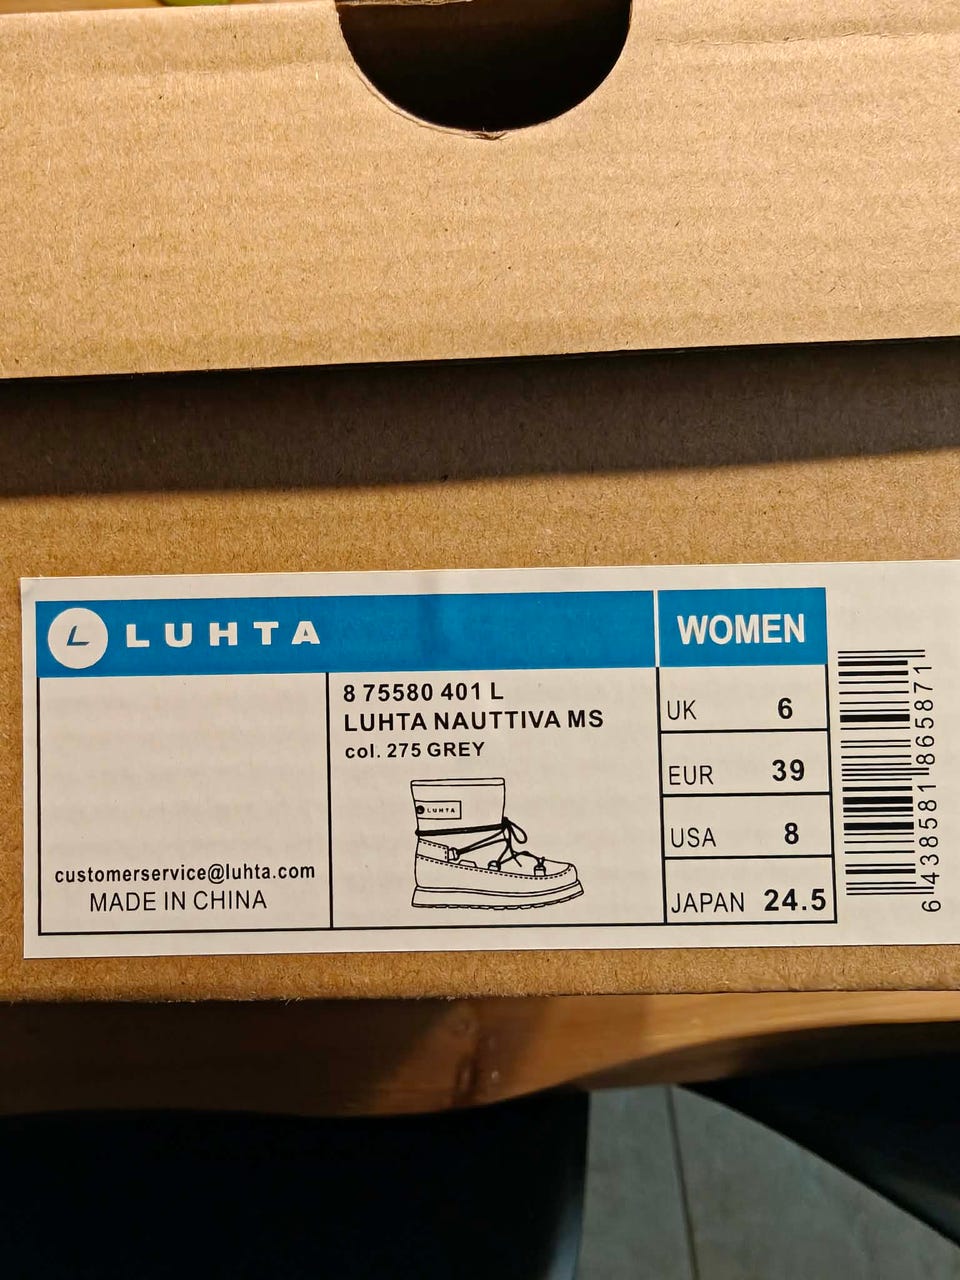 L LUHTA
WOMEN
8 75580 401 L
LUHTA NAUTTIVA MS
col. 275 GREY
LUHTA
customerservice@luhta.com
MADE IN CHINA
UK 6
EUR 39
USA 8
JAPAN 24.5
6 438581 865871